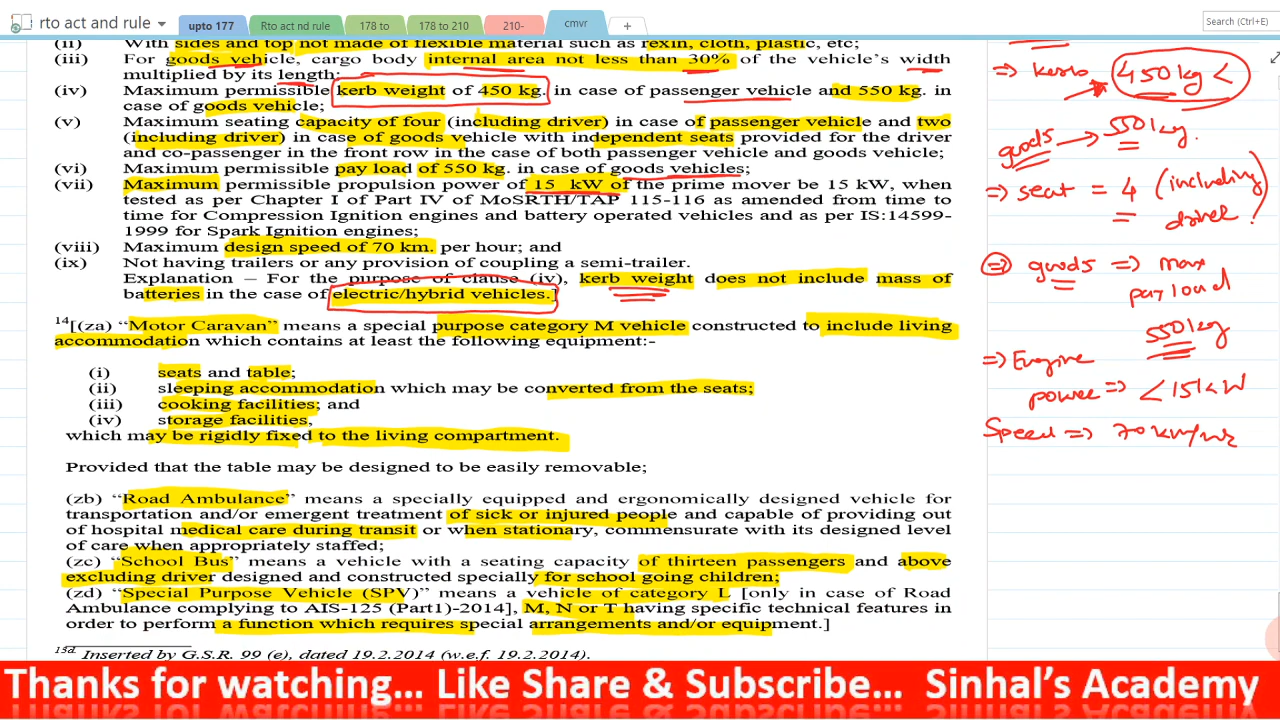 rto act and rule
upto 177
Rto act nd rule
178 to
178 to 210
210-
cmvr
+
Search (Ctrl+E)
(ii) With sides and top not made of flexible material such as rexin, cloth, plastic, etc;
(iii) For goods vehicle, cargo body internal area not less than 30% of the vehicle's width
multiplied by its length;
(iv) Maximum permissible kerb weight of 450 kg. in case of passenger vehicle and 550 kg. in
case of goods vehicle;
(v) Maximum seating capacity of four (including driver) in case of passenger vehicle and two
(including driver) in case of goods vehicle with independent seats provided for the driver
and co-passenger in the front row in the case of both passenger vehicle and goods vehicle;
(vi) Maximum permissible pay load of 550 kg. in case of goods vehicles;
(vii) Maximum permissible propulsion power of 15 kW of the prime mover be 15 kW, when
tested as per Chapter I of Part IV of MoSRTH/TAP 115-116 as amended from time to
time for Compression Ignition engines and battery operated vehicles and as per IS:14599-
1999 for Spark Ignition engines;
(viii) Maximum design speed of 70 km. per hour; and
(ix) Not having trailers or any provision of coupling a semi-trailer.
Explanation – For the purpose of clause (iv), kerb weight does not include mass of
batteries in the case of electric/hybrid vehicles.]
14[(za) “Motor Caravan” means a special purpose category M vehicle constructed to include living
accommodation which contains at least the following equipment:-
(i) seats and table;
(ii) sleeping accommodation which may be converted from the seats;
(iii) cooking facilities; and
(iv) storage facilities,
which may be rigidly fixed to the living compartment.
Provided that the table may be designed to be easily removable;
(zb) “Road Ambulance” means a specially equipped and ergonomically designed vehicle for
transportation and/or emergent treatment of sick or injured people and capable of providing out
of hospital medical care during transit or when stationary, commensurate with its designed level
of care when appropriately staffed;
(zc) “School Bus” means a vehicle with a seating capacity of thirteen passengers and above
excluding driver designed and constructed specially for school going children;
(zd) “Special Purpose Vehicle (SPV)” means a vehicle of category L [only in case of Road
Ambulance complying to AIS-125 (Part1)-2014], M, N or T having specific technical features in
order to perform a function which requires special arrangements and/or equipment.]
15d Inserted by G.S.R. 99 (e), dated 19.2.2014 (w.e.f. 19.2.2014).
⇒ kerb 450 kg <
goods → 550 kg.
⇒ seat = 4 (including
driver)
⇒ goods ⇒ max
payload
550 kg
⇒ Engine
power ⇒ < 15 kW
Speed ⇒ 70 km/hr
Thanks for watching... Like Share & Subscribe... Sinhal's Academy